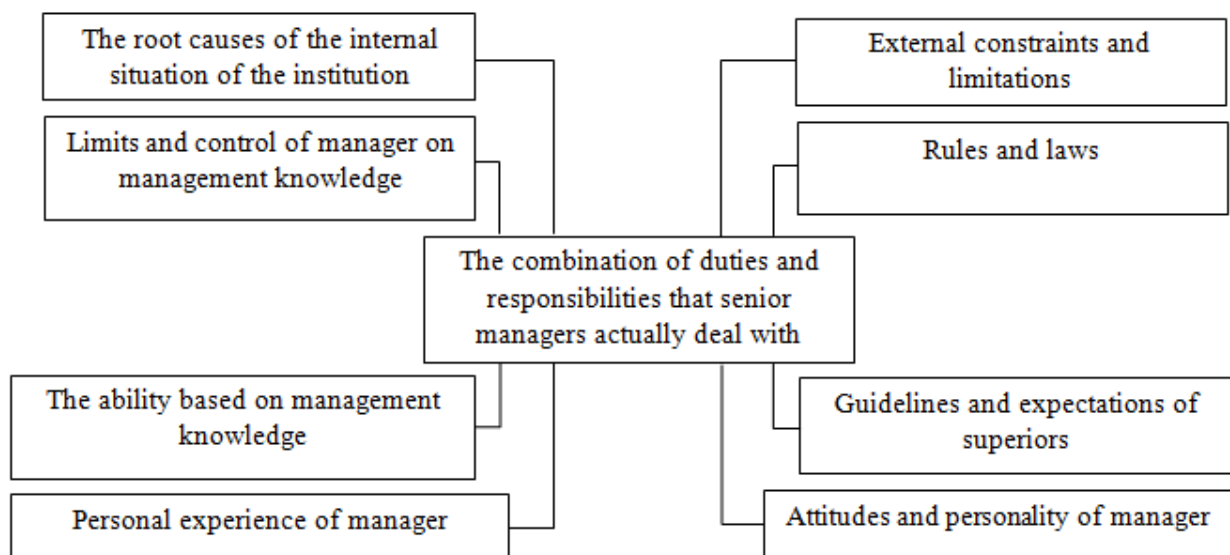 The root causes of the internal
situation of the institution
External constraints and
limitations
Limits and control of manager on
management knowledge
Rules and laws
The combination of duties and
responsibilities that senior
managers actually deal with
The ability based on management
knowledge
Guidelines and expectations of
superiors
Personal experience of manager
Attitudes and personality of manager